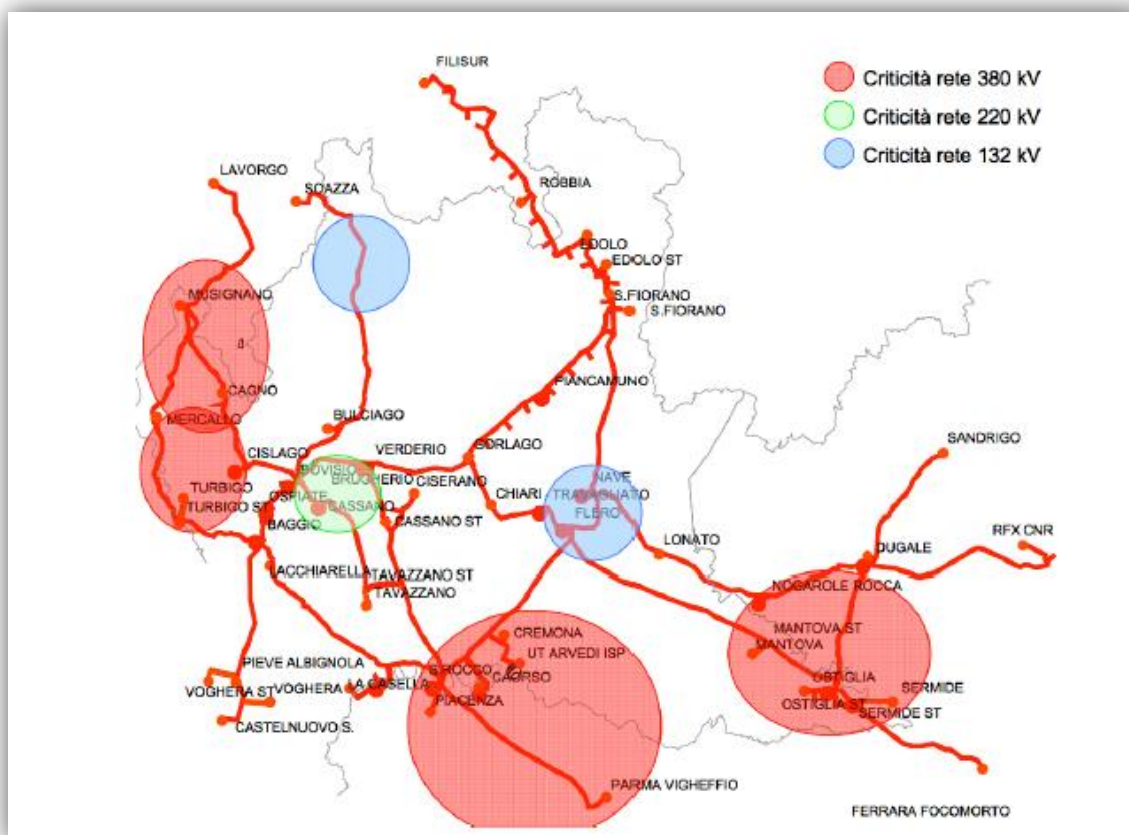 FILISUR
Criticità rete 380 kV
Criticità rete 220 kV
Criticità rete 132 kV
LAVORGO
SOAZZA
ROBBIA
EDOLO
EDOLO ST
S.FIORANO
S.FIORANO
MUSIGNANO
PIANCAMUNO
CAGNO
MERCALLO
BULCIAGO
CISLAGO
VERDERIO
GORLAGO
SANDRIGO
BOVISIO
BRUGHERIO
CISERANO
NAVE
TURBIGO
OSPIATE
CHIARI
TRAVAGLIATO
TURBIGO ST
CASSANO
FLERO
BAGGIO
CASSANO ST
LONATO
RFX CNR
DUGALE
LACCHIARELLA
TAVAZZANO ST
TAVAZZANO
NOGAROLE ROCCA
MANTOVA ST
CREMONA
MANTOVA
UT ARVEDI ISP
PIEVE ALBIGNOLA
S.ROCCO
CAORSO
OSTIGLIA
VOGHERA ST
VOGHERA
LA CASELLA
SERMIDE
PIACENZA
OSTIGLIA ST
SERMIDE ST
CASTELNUOVO S.
PARMA VIGHEFFIO
FERRARA FOCOMORTO